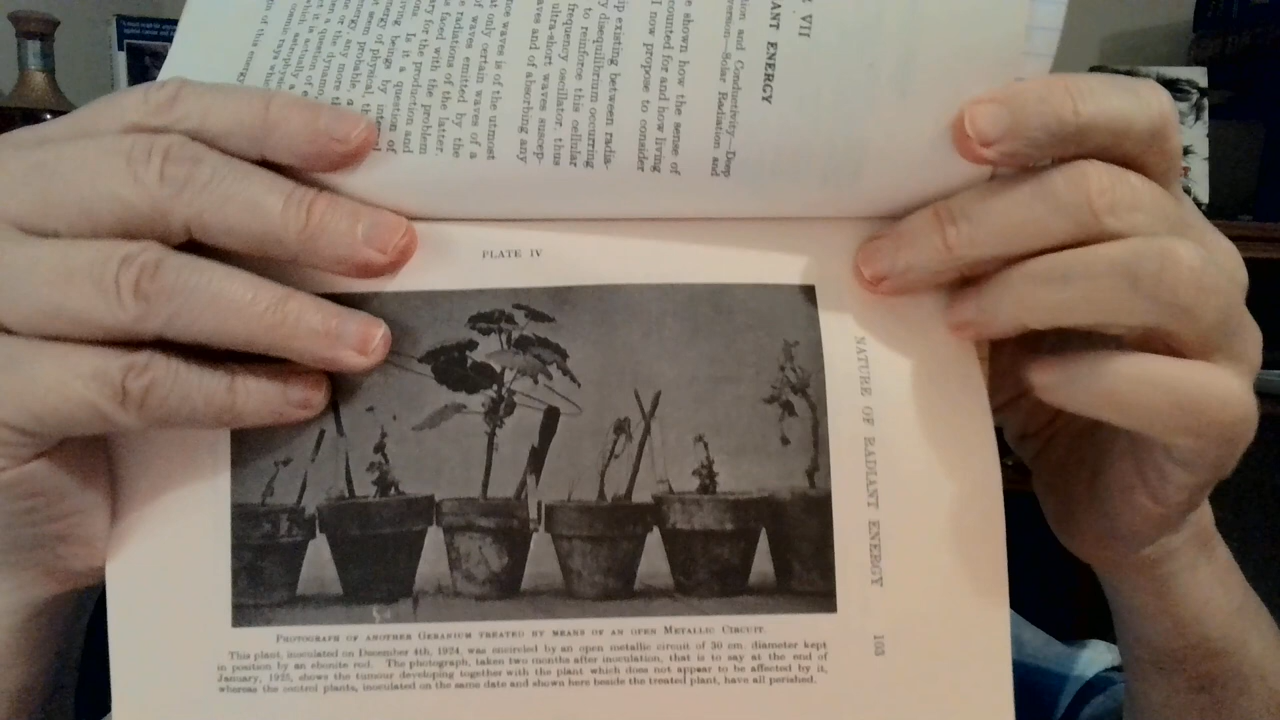 VII
ANT ENERGY
tion and Conductivity—Deep
version—Solar Radiation and
e shown how the sense of
counted for and how living
I now propose to consider
ip existing between radia-
y disequilibrium occurring
to reinforce this cellular
frequency oscillator, thus
ultra-short waves suscep-
aves and of absorbing any
nce waves is of the utmost
at only certain waves of a
f waves emitted by the
e radiations of the latter.
s faced with the problem
ary for the production and
ons. Is it a question of
iving beings by
PLATE IV
PHOTOGRAPH OF ANOTHER GERANIUM TREATED BY MEANS OF AN OPEN METALLIC CIRCUIT.
This plant, inoculated on December 4th, 1924, was encircled by an open metallic circuit of 30 cm. diameter kept
in position by an ebonite rod. The photograph, taken two months after inoculation, that is to say at the end of
January, 1925, shows the tumour developing together with the plant which does not appear to be affected by it,
whereas the control plants, inoculated on the same date and shown here beside the treated plant, have all perished.
NATURE OF RADIANT ENERGY
103